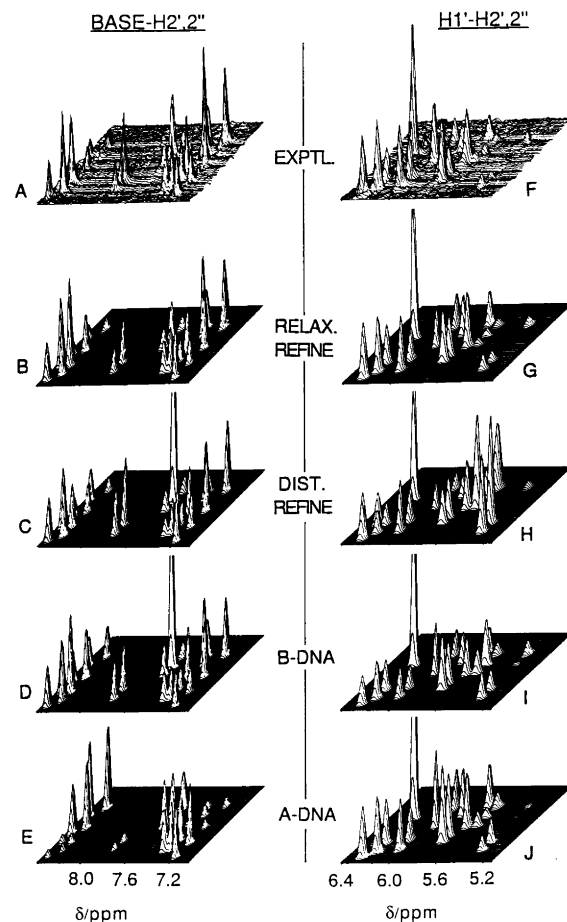 BASE-H2',2"
H1'-H2',2"
A
EXPTL.
F
B
RELAX.
REFINE
G
C
DIST.
REFINE
H
D
B-DNA
I
E
A-DNA
J
8.0 7.6 7.2
6.4 6.0 5.6 5.2
δ/ppm
δ/ppm